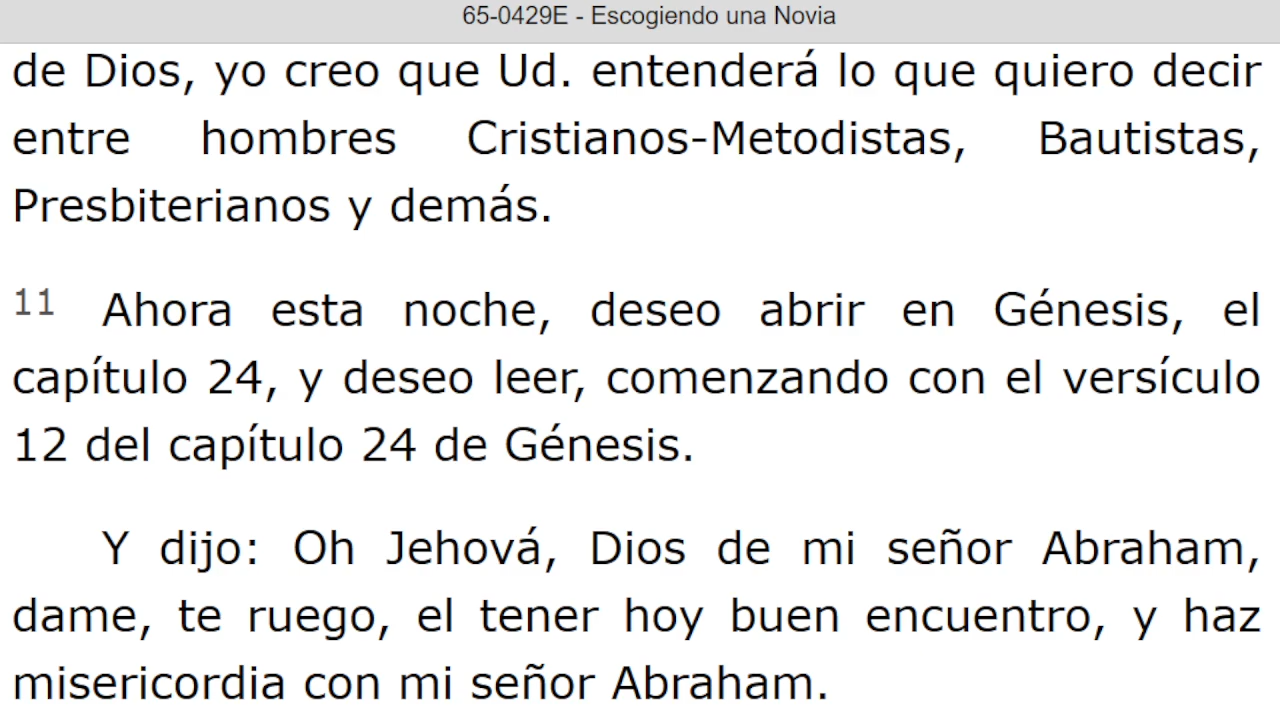 65-0429E - Escogiendo una Novia
de Dios, yo creo que Ud. entenderá lo que quiero decir
entre hombres Cristianos-Metodistas, Bautistas,
Presbiterianos y demás.
11 Ahora esta noche, deseo abrir en Génesis, el
capítulo 24, y deseo leer, comenzando con el versículo
12 del capítulo 24 de Génesis.
Y dijo: Oh Jehová, Dios de mi señor Abraham,
dame, te ruego, el tener hoy buen encuentro, y haz
misericordia con mi señor Abraham.